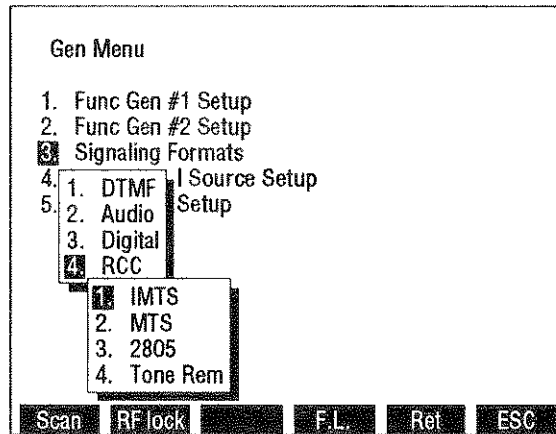 Gen Menu
1. Func Gen #1 Setup
2. Func Gen #2 Setup
3. Signaling Formats
4. l Source Setup
5. Setup
1. DTMF
2. Audio
3. Digital
4. RCC
1. IMTS
2. MTS
3. 2805
4. Tone Rem
Scan RF lock F.L. Ret ESC